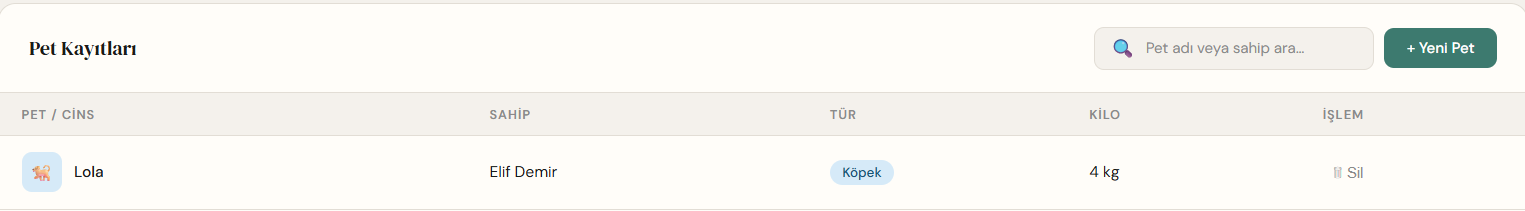 Pet Kayıtları
Pet adı veya sahip ara...
+ Yeni Pet
PET / CİNS SAHİP TÜR KİLO İŞLEM
Lola Elif Demir Köpek 4 kg Sil